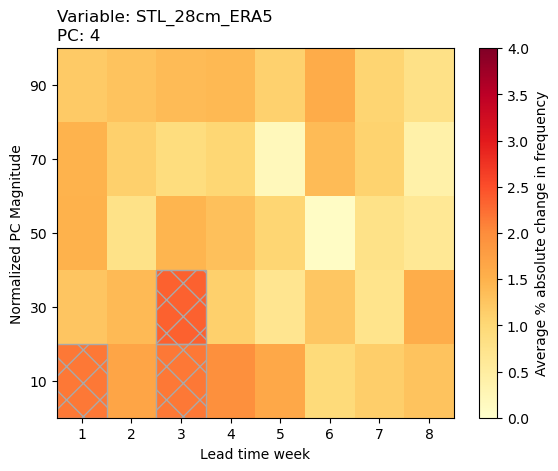 Variable: STL_28cm_ERA5
PC: 4
90
70
50
30
10
Normalized PC Magnitude
1 2 3 4 5 6 7 8
Lead time week
4.0
3.5
3.0
2.5
2.0
1.5
1.0
0.5
0.0
Average % absolute change in frequency